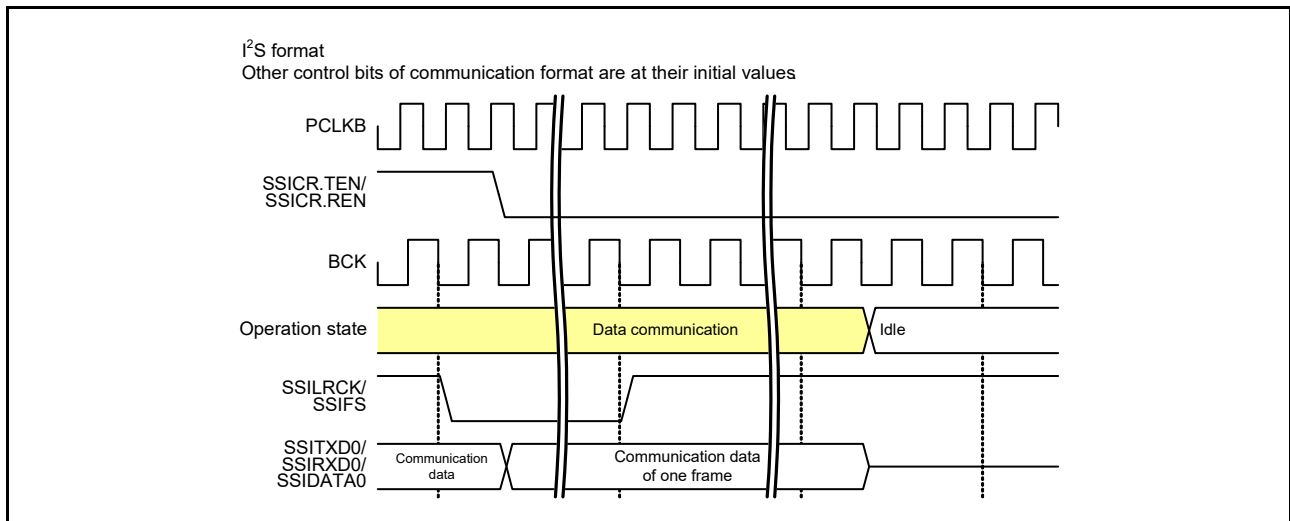 I²S format
Other control bits of communication format are at their initial values.
PCLKB
SSICR.TEN/
SSICR.REN
BCK
Operation state
Data communication
Idle
SSILRCK/
SSIFS
SSITXD0/
SSIRXD0/
SSIDATA0
Communication
data
Communication data
of one frame